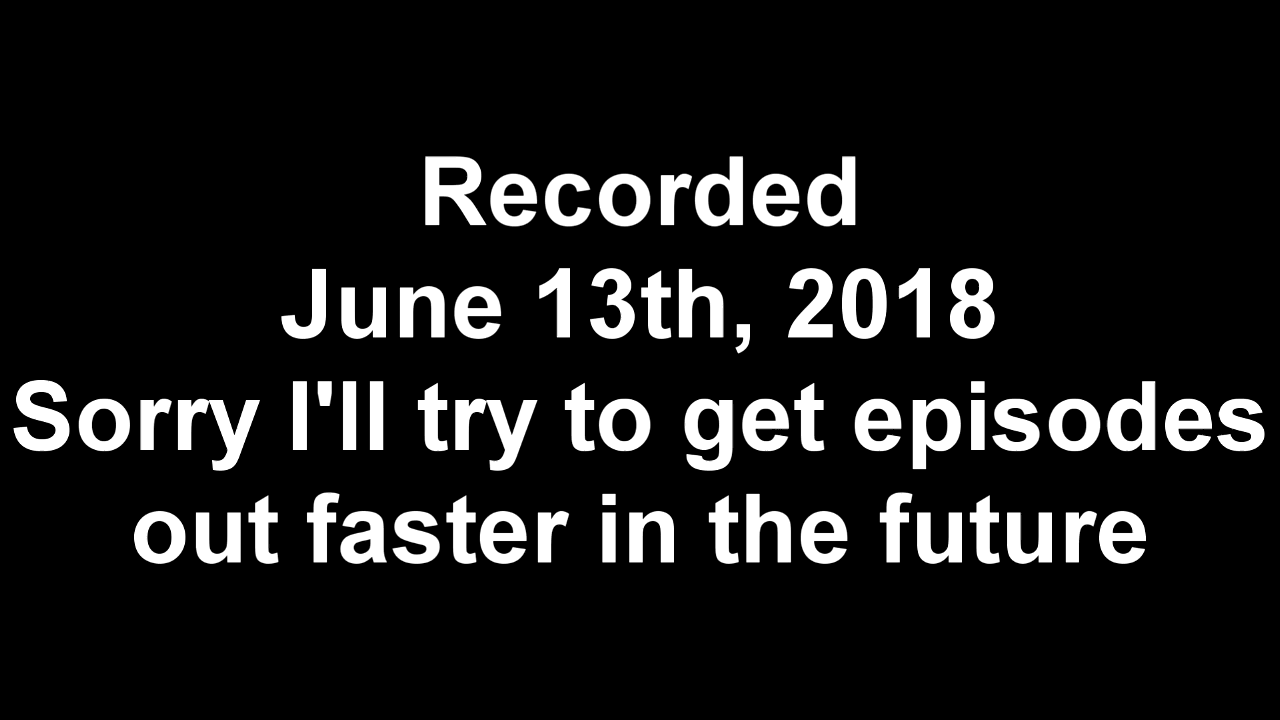 Recorded
June 13th, 2018
Sorry I'll try to get episodes
out faster in the future